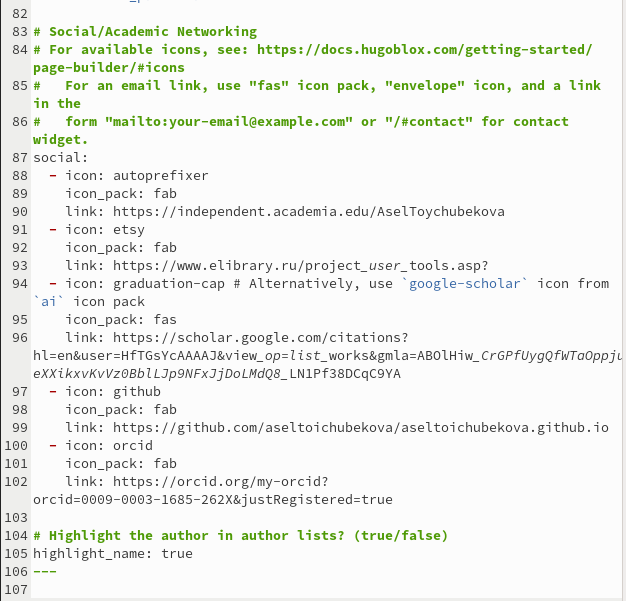 82
83 # Social/Academic Networking
84 # For available icons, see: https://docs.hugoblox.com/getting-started/
page-builder/#icons
85 #   For an email link, use "fas" icon pack, "envelope" icon, and a link
in the
86 #   form "mailto:your-email@example.com" or "/#contact" for contact
widget.
87 social:
88   - icon: autoprefixer
89     icon_pack: fab
90     link: https://independent.academia.edu/AselToychubekova
91   - icon: etsy
92     icon_pack: fab
93     link: https://www.elibrary.ru/project_user_tools.asp?
94   - icon: graduation-cap # Alternatively, use `google-scholar` icon from
`ai` icon pack
95     icon_pack: fas
96     link: https://scholar.google.com/citations?
hl=en&user=HfTGsYcAAAAJ&view_op=list_works&gmla=ABOlHiw_CrGPfUygQfWTaOppju
eXXikxvKvVz0BblLJp9NFxJjDoLMdQ8_LN1Pf38DCqC9YA
97   - icon: github
98     icon_pack: fab
99     link: https://github.com/aseltoichubekova/aseltoichubekova.github.io
100   - icon: orcid
101     icon_pack: fab
102     link: https://orcid.org/my-orcid?
orcid=0009-0003-1685-262X&justRegistered=true
103
104 # Highlight the author in author lists? (true/false)
105 highlight_name: true
106 ---
107